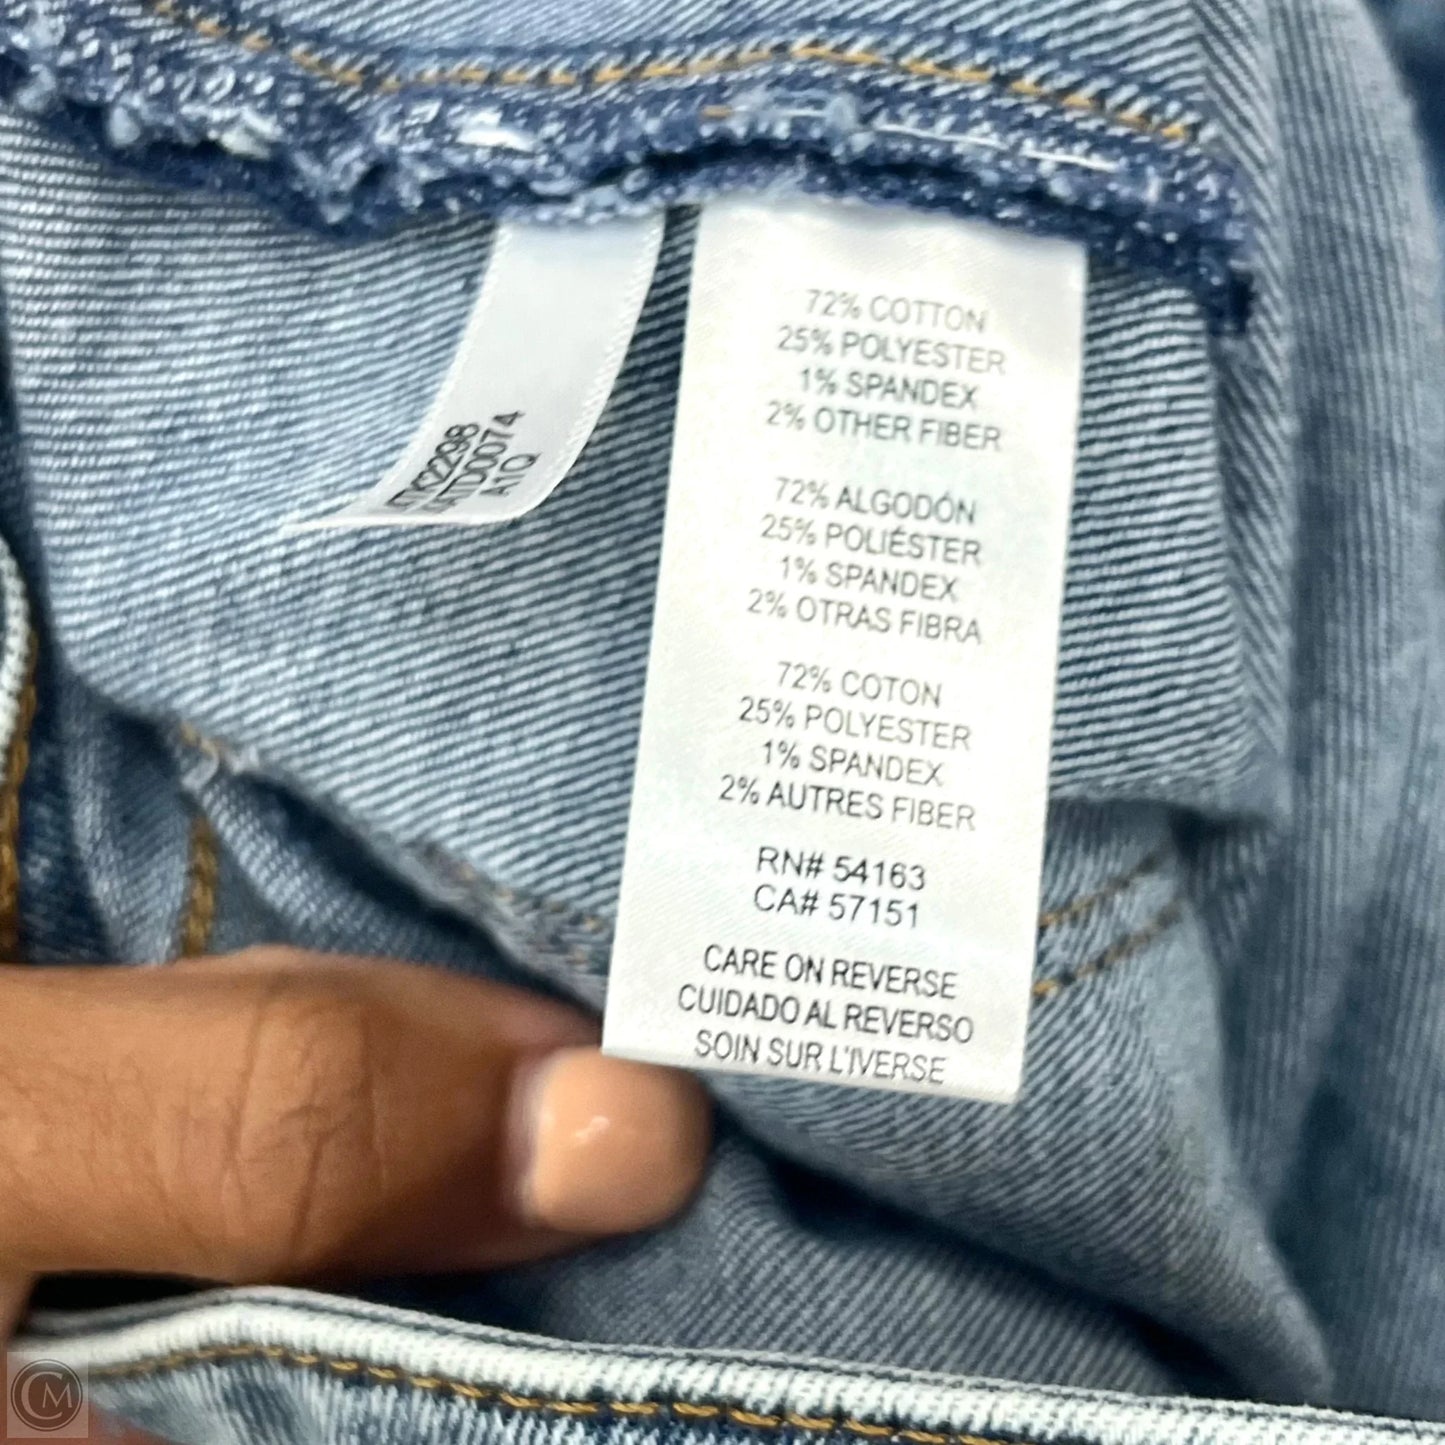 72% COTTON
25% POLYESTER
1% SPANDEX
2% OTHER FIBER
72% ALGODÓN
25% POLIÉSTER
1% SPANDEX
2% OTRAS FIBRA
72% COTON
25% POLYESTER
1% SPANDEX
2% AUTRES FIBER
RN# 54163
CA# 57151
CARE ON REVERSE
CUIDADO AL REVERSO
SOIN SUR L'IVERSE
A1Q